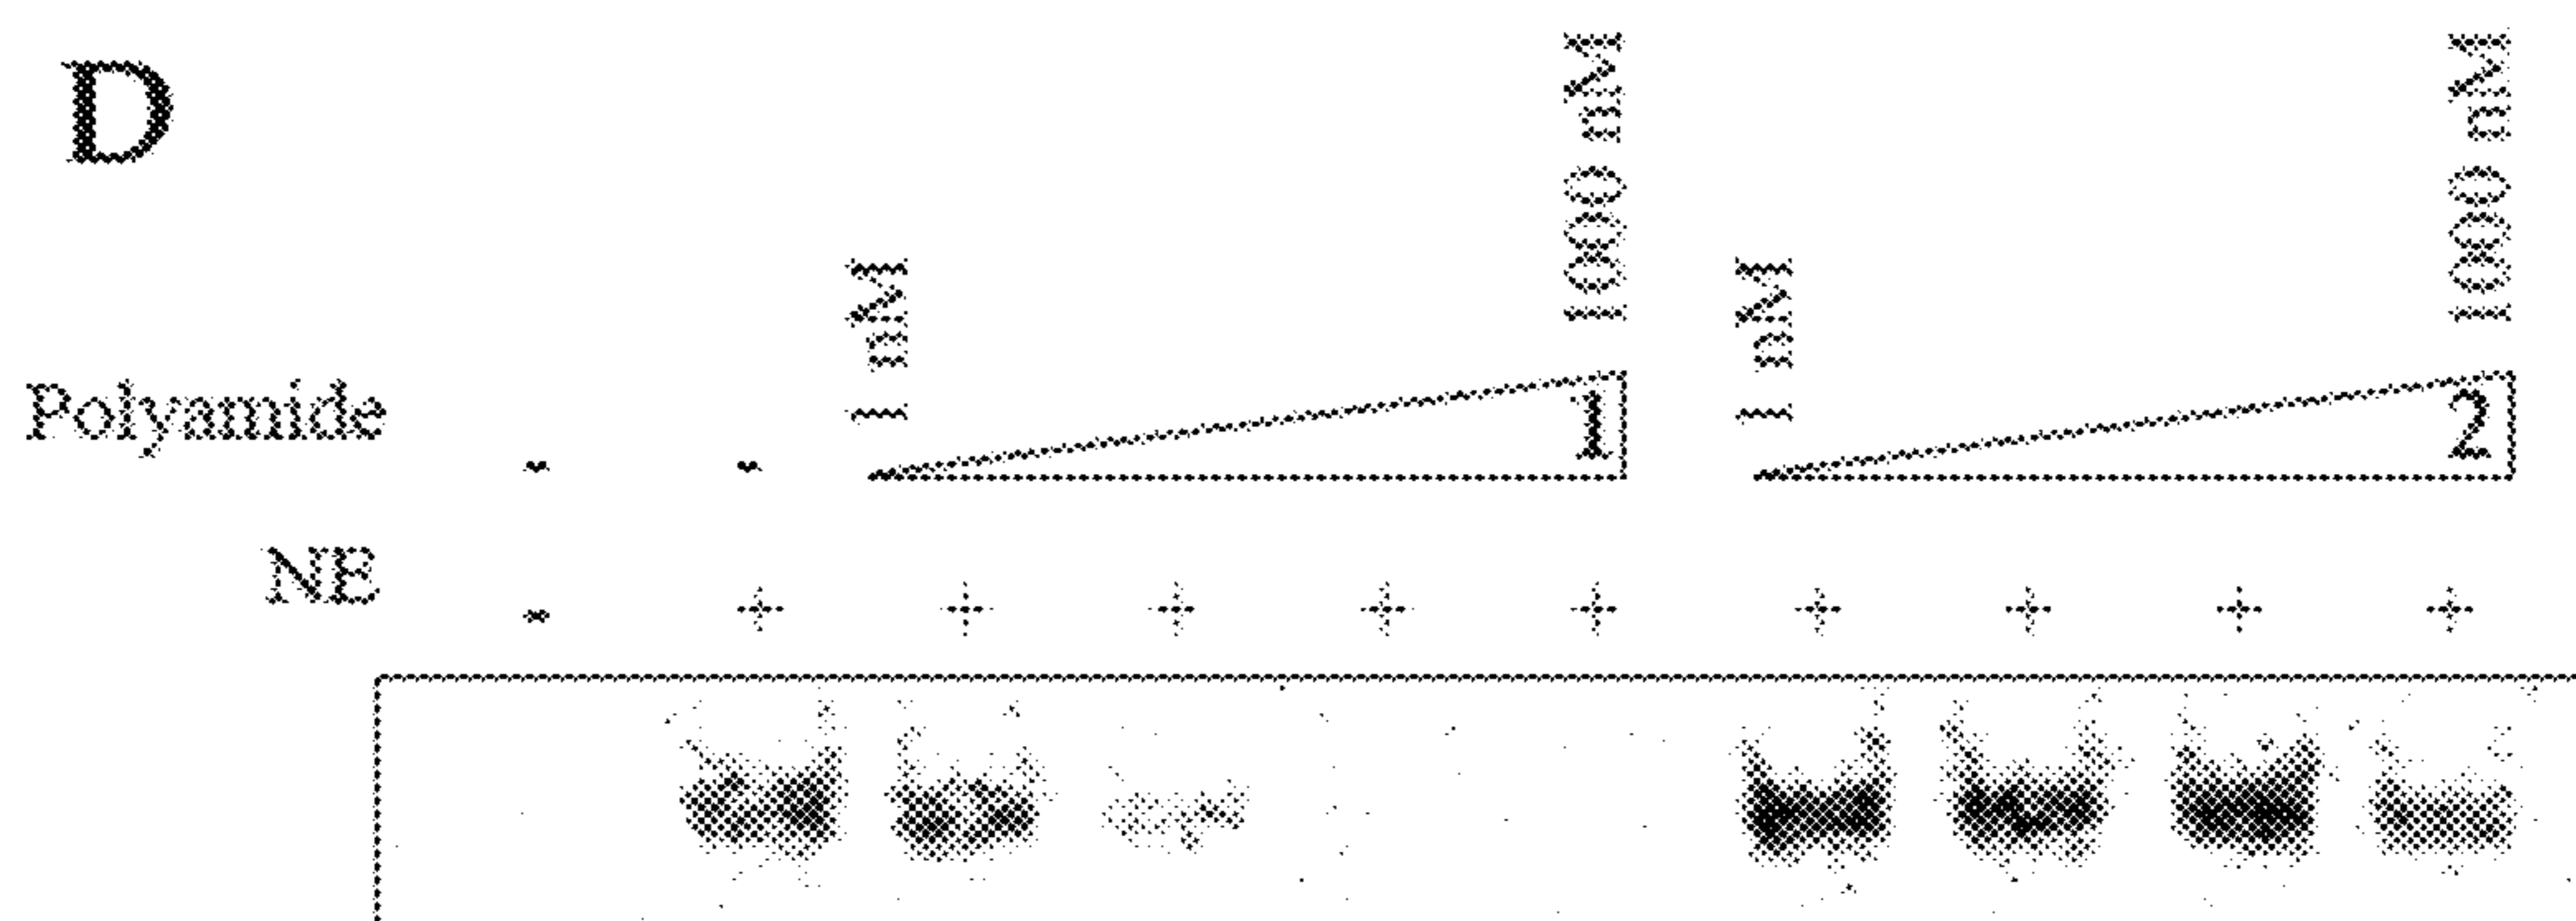 D
1 nM 1000 nM 1 nM 1000 nM
Polyamide - - 1 2
NE - + + + + + + + + +